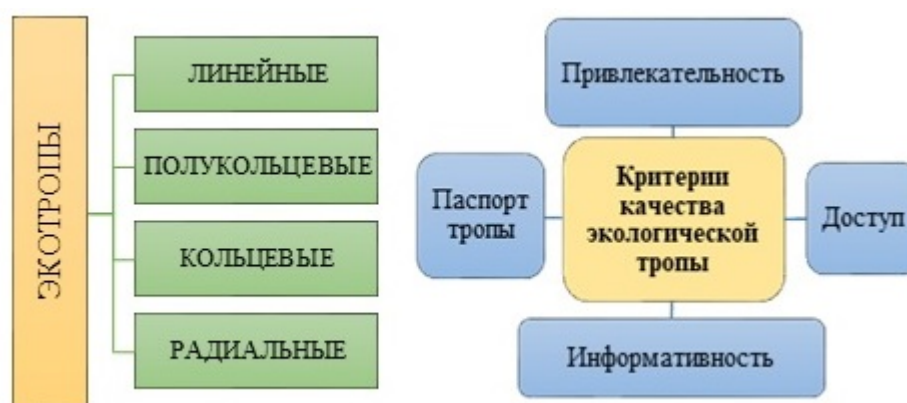 ЭКОТРОПЫ
ЛИНЕЙНЫЕ
ПОЛУКОЛЬЦЕВЫЕ
КОЛЬЦЕВЫЕ
РАДИАЛЬНЫЕ
Привлекательность
Паспорт
тропы
Критерии
качества
экологической
тропы
Доступ
Информативность